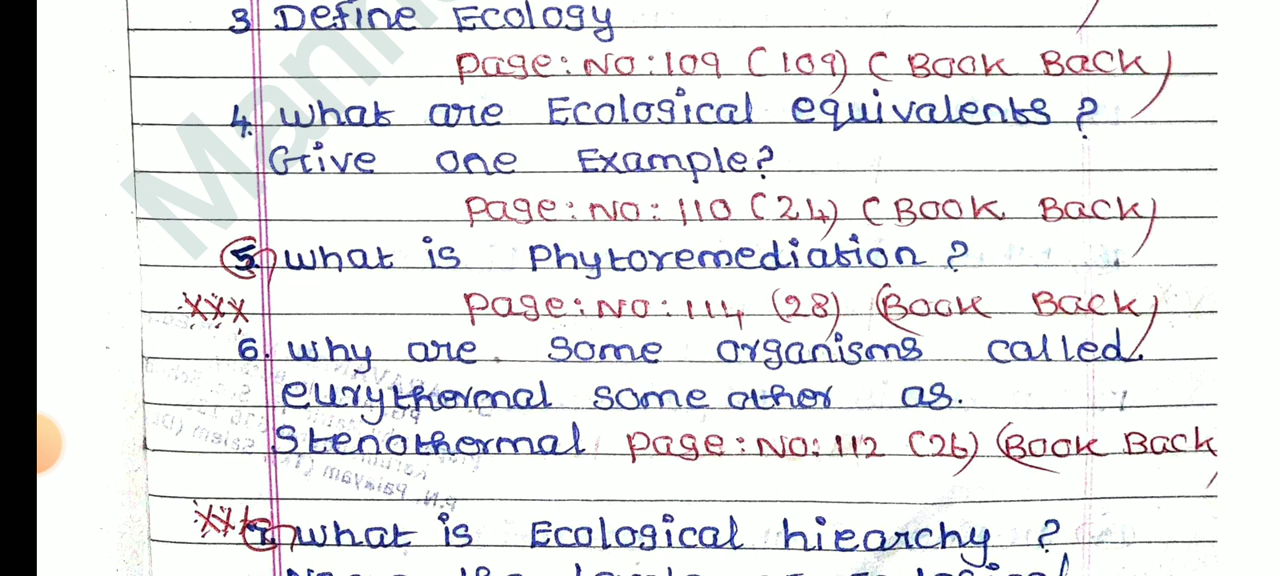 3 Define Ecology
Page: No: 109 (109) (Book Back)
4. What are Ecological equivalents?
Give one Example?
Page: No: 110 (24) (Book Back)
5. What is Phytoremediation?
xxx Page: No: 114 (28) (Book Back)
6. Why are some organisms called
eurythermal some other as.
Stenothermal Page: No: 112 (26) (Book Back
xx What is Ecological hiearchy?